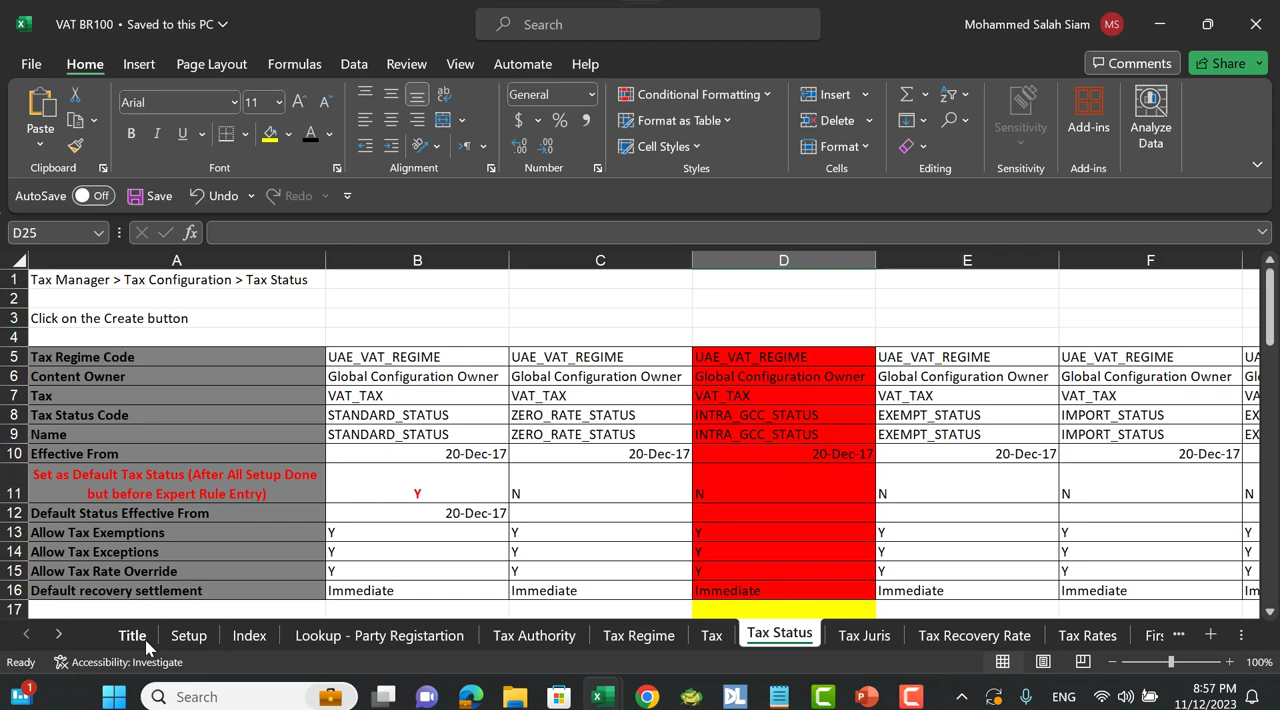 VAT BR100 • Saved to this PC
Search
Mohammed Salah Siam
MS
File Home Insert Page Layout Formulas Data Review View Automate Help
Comments
Share
Paste
Clipboard
Arial
11
B I U
Font
Alignment
General
Number
Conditional Formatting
Format as Table
Cell Styles
Styles
Insert
Delete
Format
Cells
Editing
Sensitivity
Sensitivity
Add-ins
Add-ins
Analyze
Data
AutoSave Off Save Undo Redo
D25
fx
A B C D E F
1 Tax Manager > Tax Configuration > Tax Status
2
3 Click on the Create button
4
5 Tax Regime Code UAE_VAT_REGIME UAE_VAT_REGIME UAE_VAT_REGIME UAE_VAT_REGIME UAE_VAT_REGIME UA
6 Content Owner Global Configuration Owner Global Configuration Owner Global Configuration Owner Global Configuration Owner Global Configuration Owner Gl
7 Tax VAT_TAX VAT_TAX VAT_TAX VAT_TAX VAT_TAX VA
8 Tax Status Code STANDARD_STATUS ZERO_RATE_STATUS INTRA_GCC_STATUS EXEMPT_STATUS IMPORT_STATUS EX
9 Name STANDARD_STATUS ZERO_RATE_STATUS INTRA_GCC_STATUS EXEMPT_STATUS IMPORT_STATUS EX
10 Effective From 20-Dec-17 20-Dec-17 20-Dec-17 20-Dec-17 20-Dec-17
Set as Default Tax Status (After All Setup Done
11 but before Expert Rule Entry) Y N N N N N
12 Default Status Effective From 20-Dec-17
13 Allow Tax Exemptions Y Y Y Y Y Y
14 Allow Tax Exceptions Y Y Y Y Y Y
15 Allow Tax Rate Override Y Y Y Y Y Y
16 Default recovery settlement Immediate Immediate Immediate Immediate Immediate Im
17
Title Setup Index Lookup - Party Registartion Tax Authority Tax Regime Tax Tax Status Tax Juris Tax Recovery Rate Tax Rates Firs
Ready Accessibility: Investigate 100%
1
Search
ENG
8:57 PM
11/12/2023